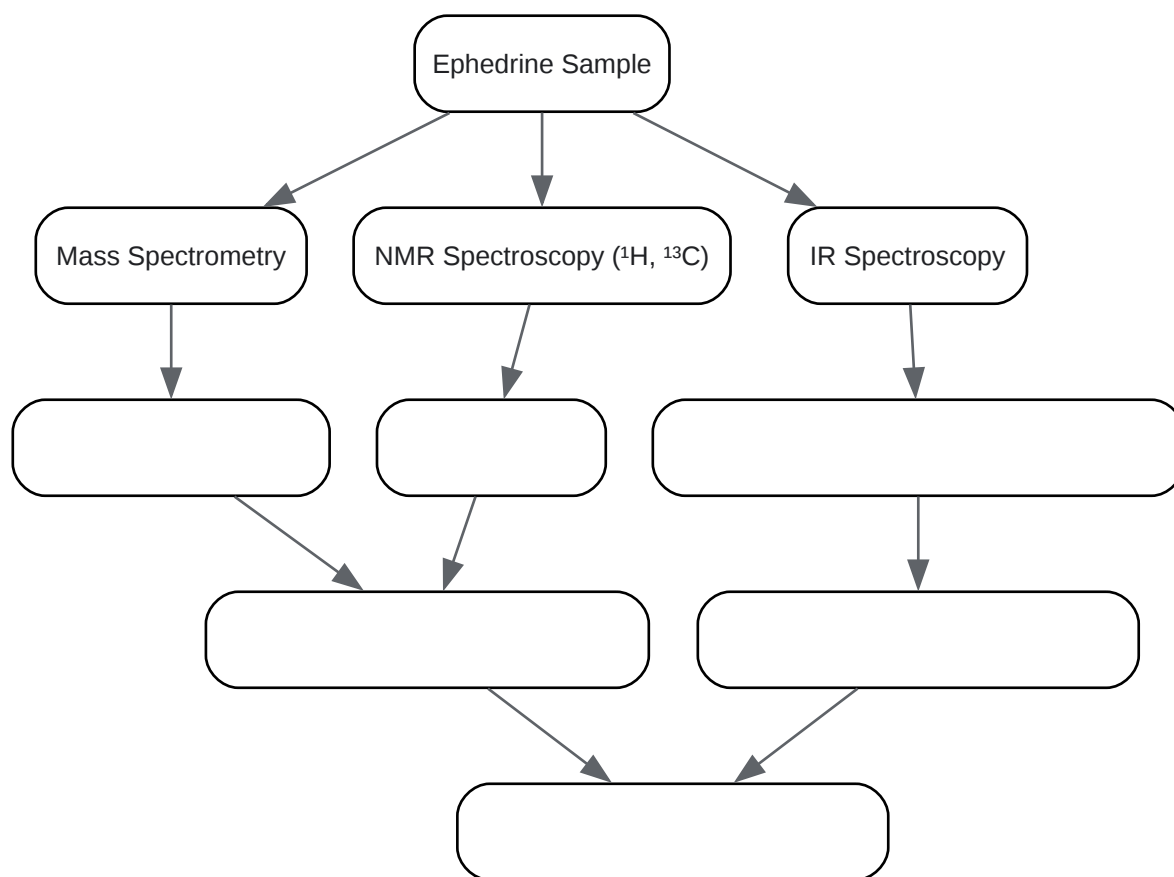 Ephedrine Sample
Mass Spectrometry
NMR Spectroscopy (¹H, ¹³C)
IR Spectroscopy